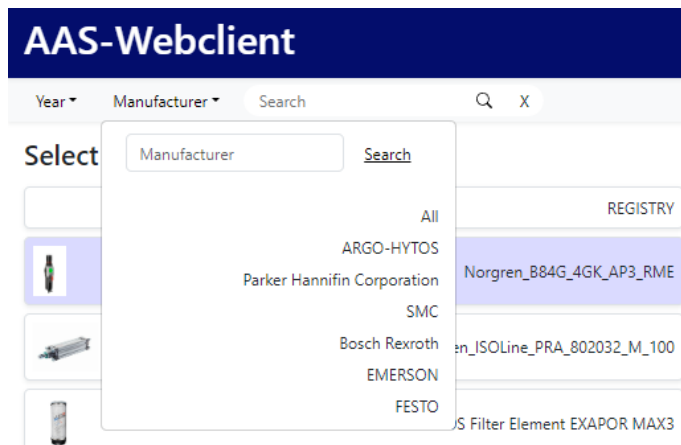 AAS-Webclient
Year Manufacturer Search X
Select
Manufacturer Search
All
REGISTRY
ARGO-HYTOS
Parker Hannifin Corporation
Norgren_B84G_4GK_AP3_RME
SMC
Bosch Rexroth
en_ISOLine_PRA_802032_M_100
EMERSON
FESTO
Filter Element EXAPOR MAX3